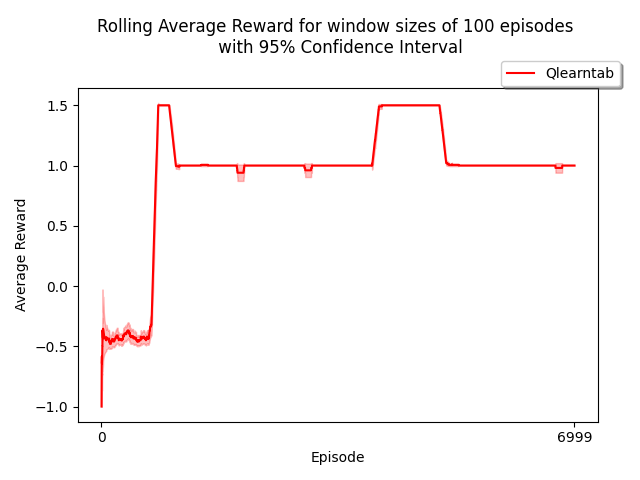 Rolling Average Reward for window sizes of 100 episodes
with 95% Confidence Interval
Qlearntab
1.5
1.0
0.5
0.0
−0.5
−1.0
Average Reward
0
6999
Episode